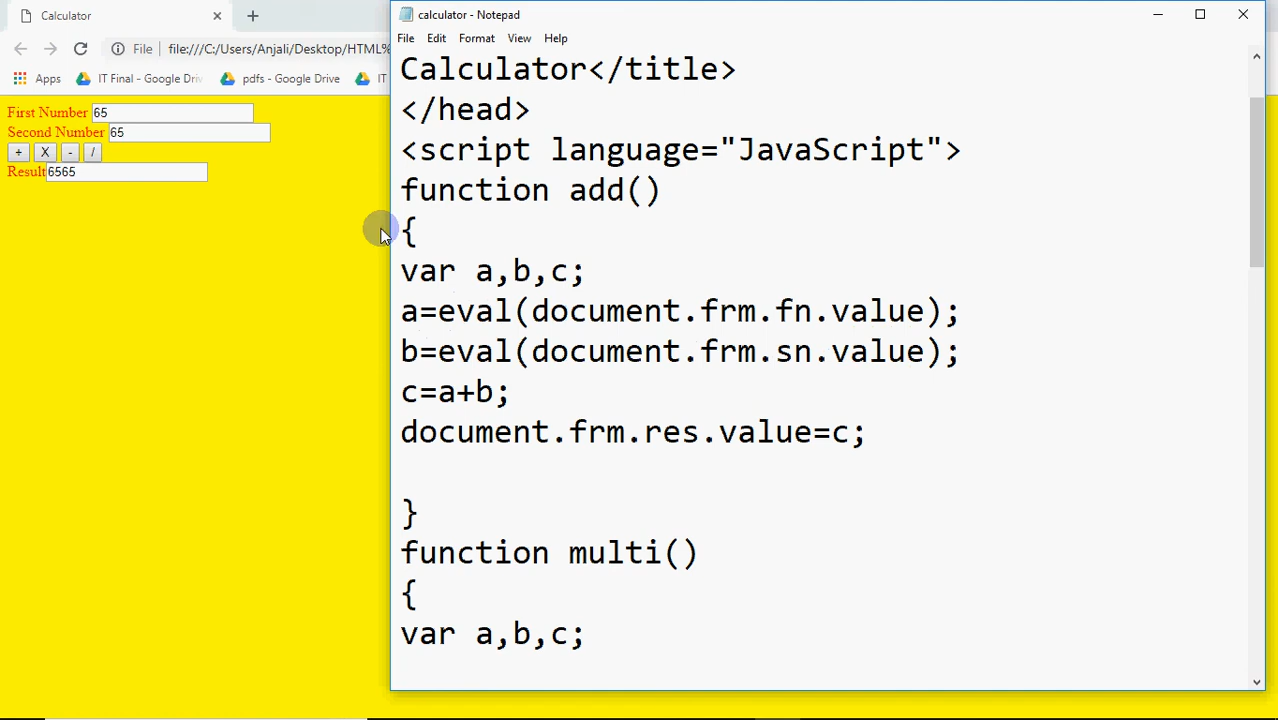 Calculator
File
file:///C:/Users/Anjali/Desktop/HTML%
Apps
IT Final - Google Driv
pdfs - Google Drive
IT
First Number 65
Second Number 65
+ X - /
Result 6565
calculator - Notepad
File Edit Format View Help
Calculator</title>
</head>
<script language="JavaScript">
function add()
{
var a,b,c;
a=eval(document.frm.fn.value);
b=eval(document.frm.sn.value);
c=a+b;
document.frm.res.value=c;
}
function multi()
{
var a,b,c;